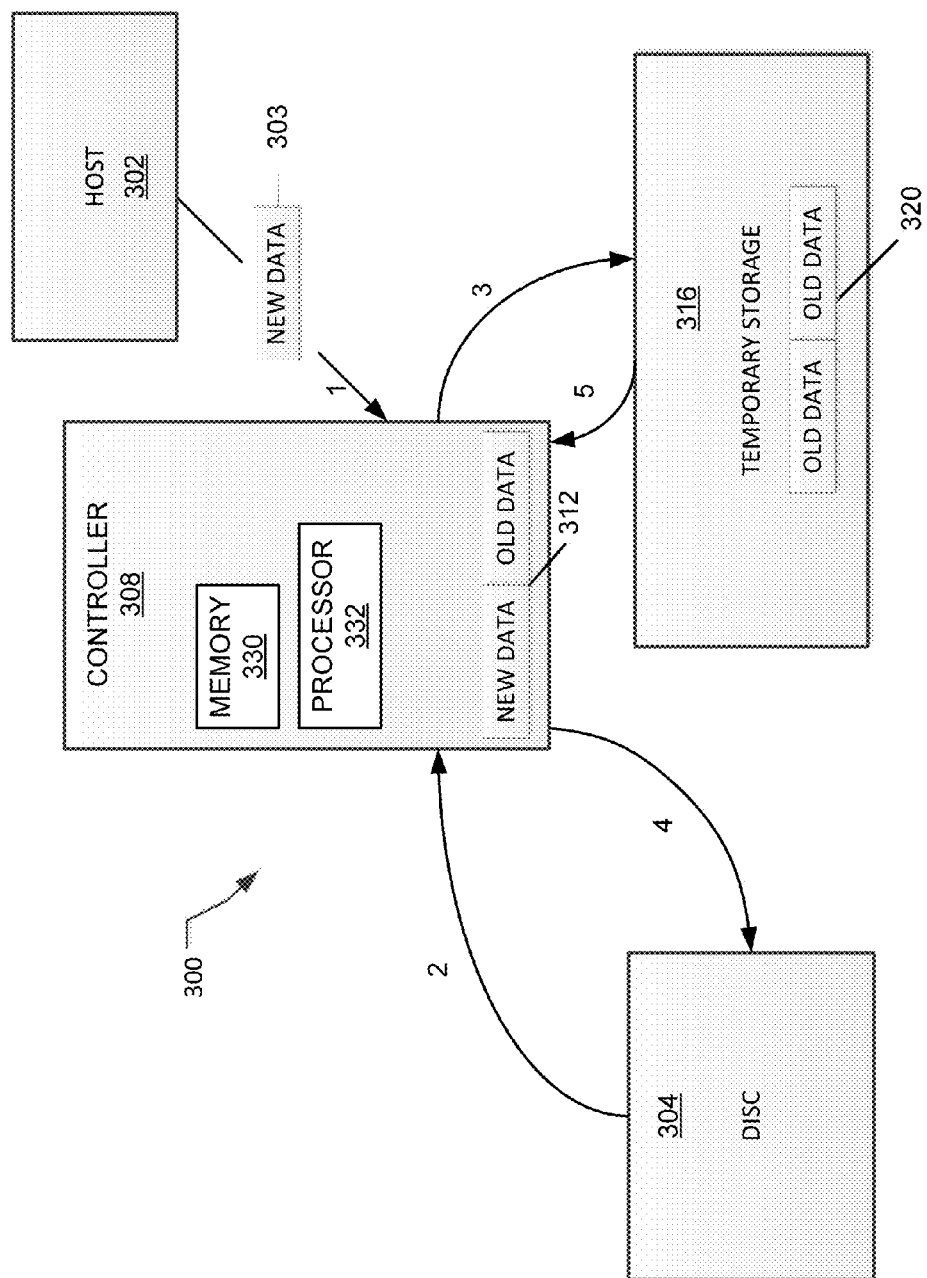 HOST
302
CONTROLLER
308
300
MEMORY
330
NEW DATA
303
PROCESSOR
332
1
2
3
NEW DATA
OLD DATA
312
5
4
304
DISC
316
TEMPORARY STORAGE
OLD DATA
OLD DATA
320